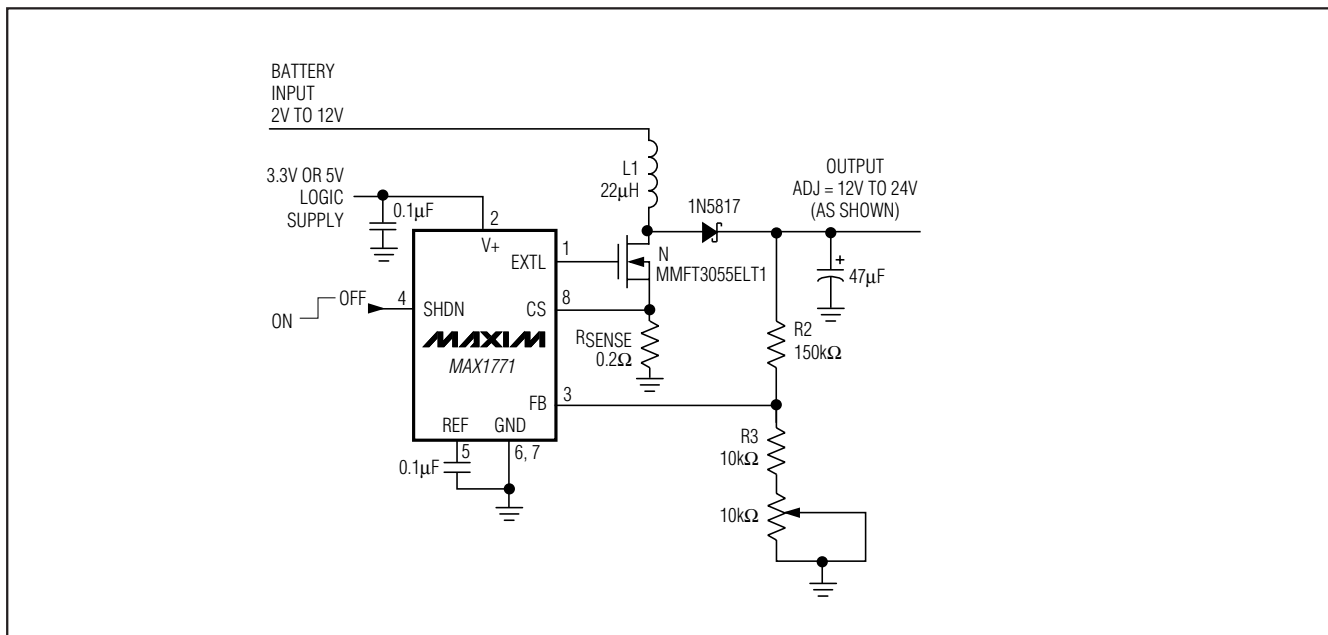 BATTERY
INPUT
2V TO 12V
3.3V OR 5V
LOGIC
SUPPLY
0.1μF
2
V+
L1
22μH
1N5817
OUTPUT
ADJ = 12V TO 24V
(AS SHOWN)
EXTL
1
N
MMFT3055ELT1
+
47μF
ON
OFF
4
SHDN
CS
8
MAXIM
MAX1771
RSENSE
0.2Ω
R2
150kΩ
FB
3
REF
GND
5
6, 7
0.1μF
R3
10kΩ
10kΩ